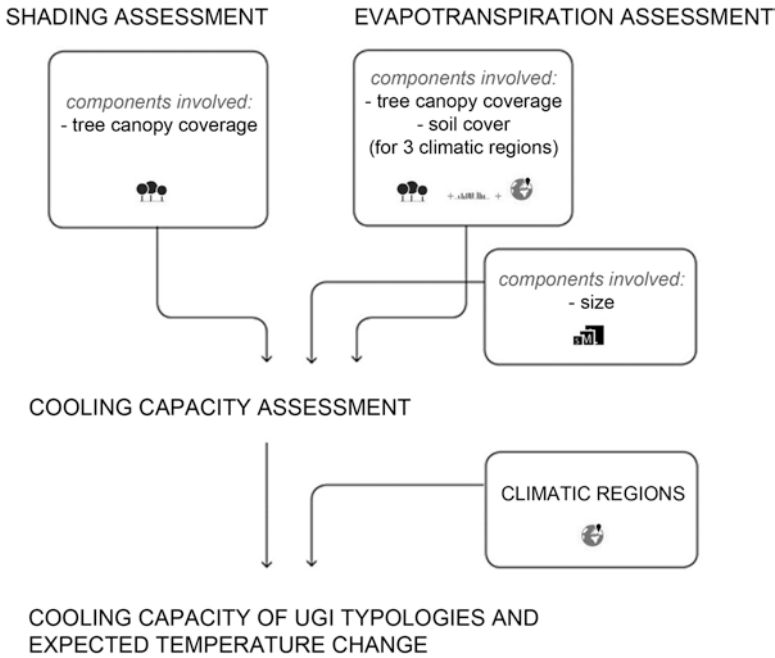 SHADING ASSESSMENT
EVAPOTRANSPIRATION ASSESSMENT
components involved:
- tree canopy coverage
components involved:
- tree canopy coverage
- soil cover
(for 3 climatic regions)
+ +
components involved:
- size
S M L
COOLING CAPACITY ASSESSMENT
CLIMATIC REGIONS
COOLING CAPACITY OF UGI TYPOLOGIES AND
EXPECTED TEMPERATURE CHANGE